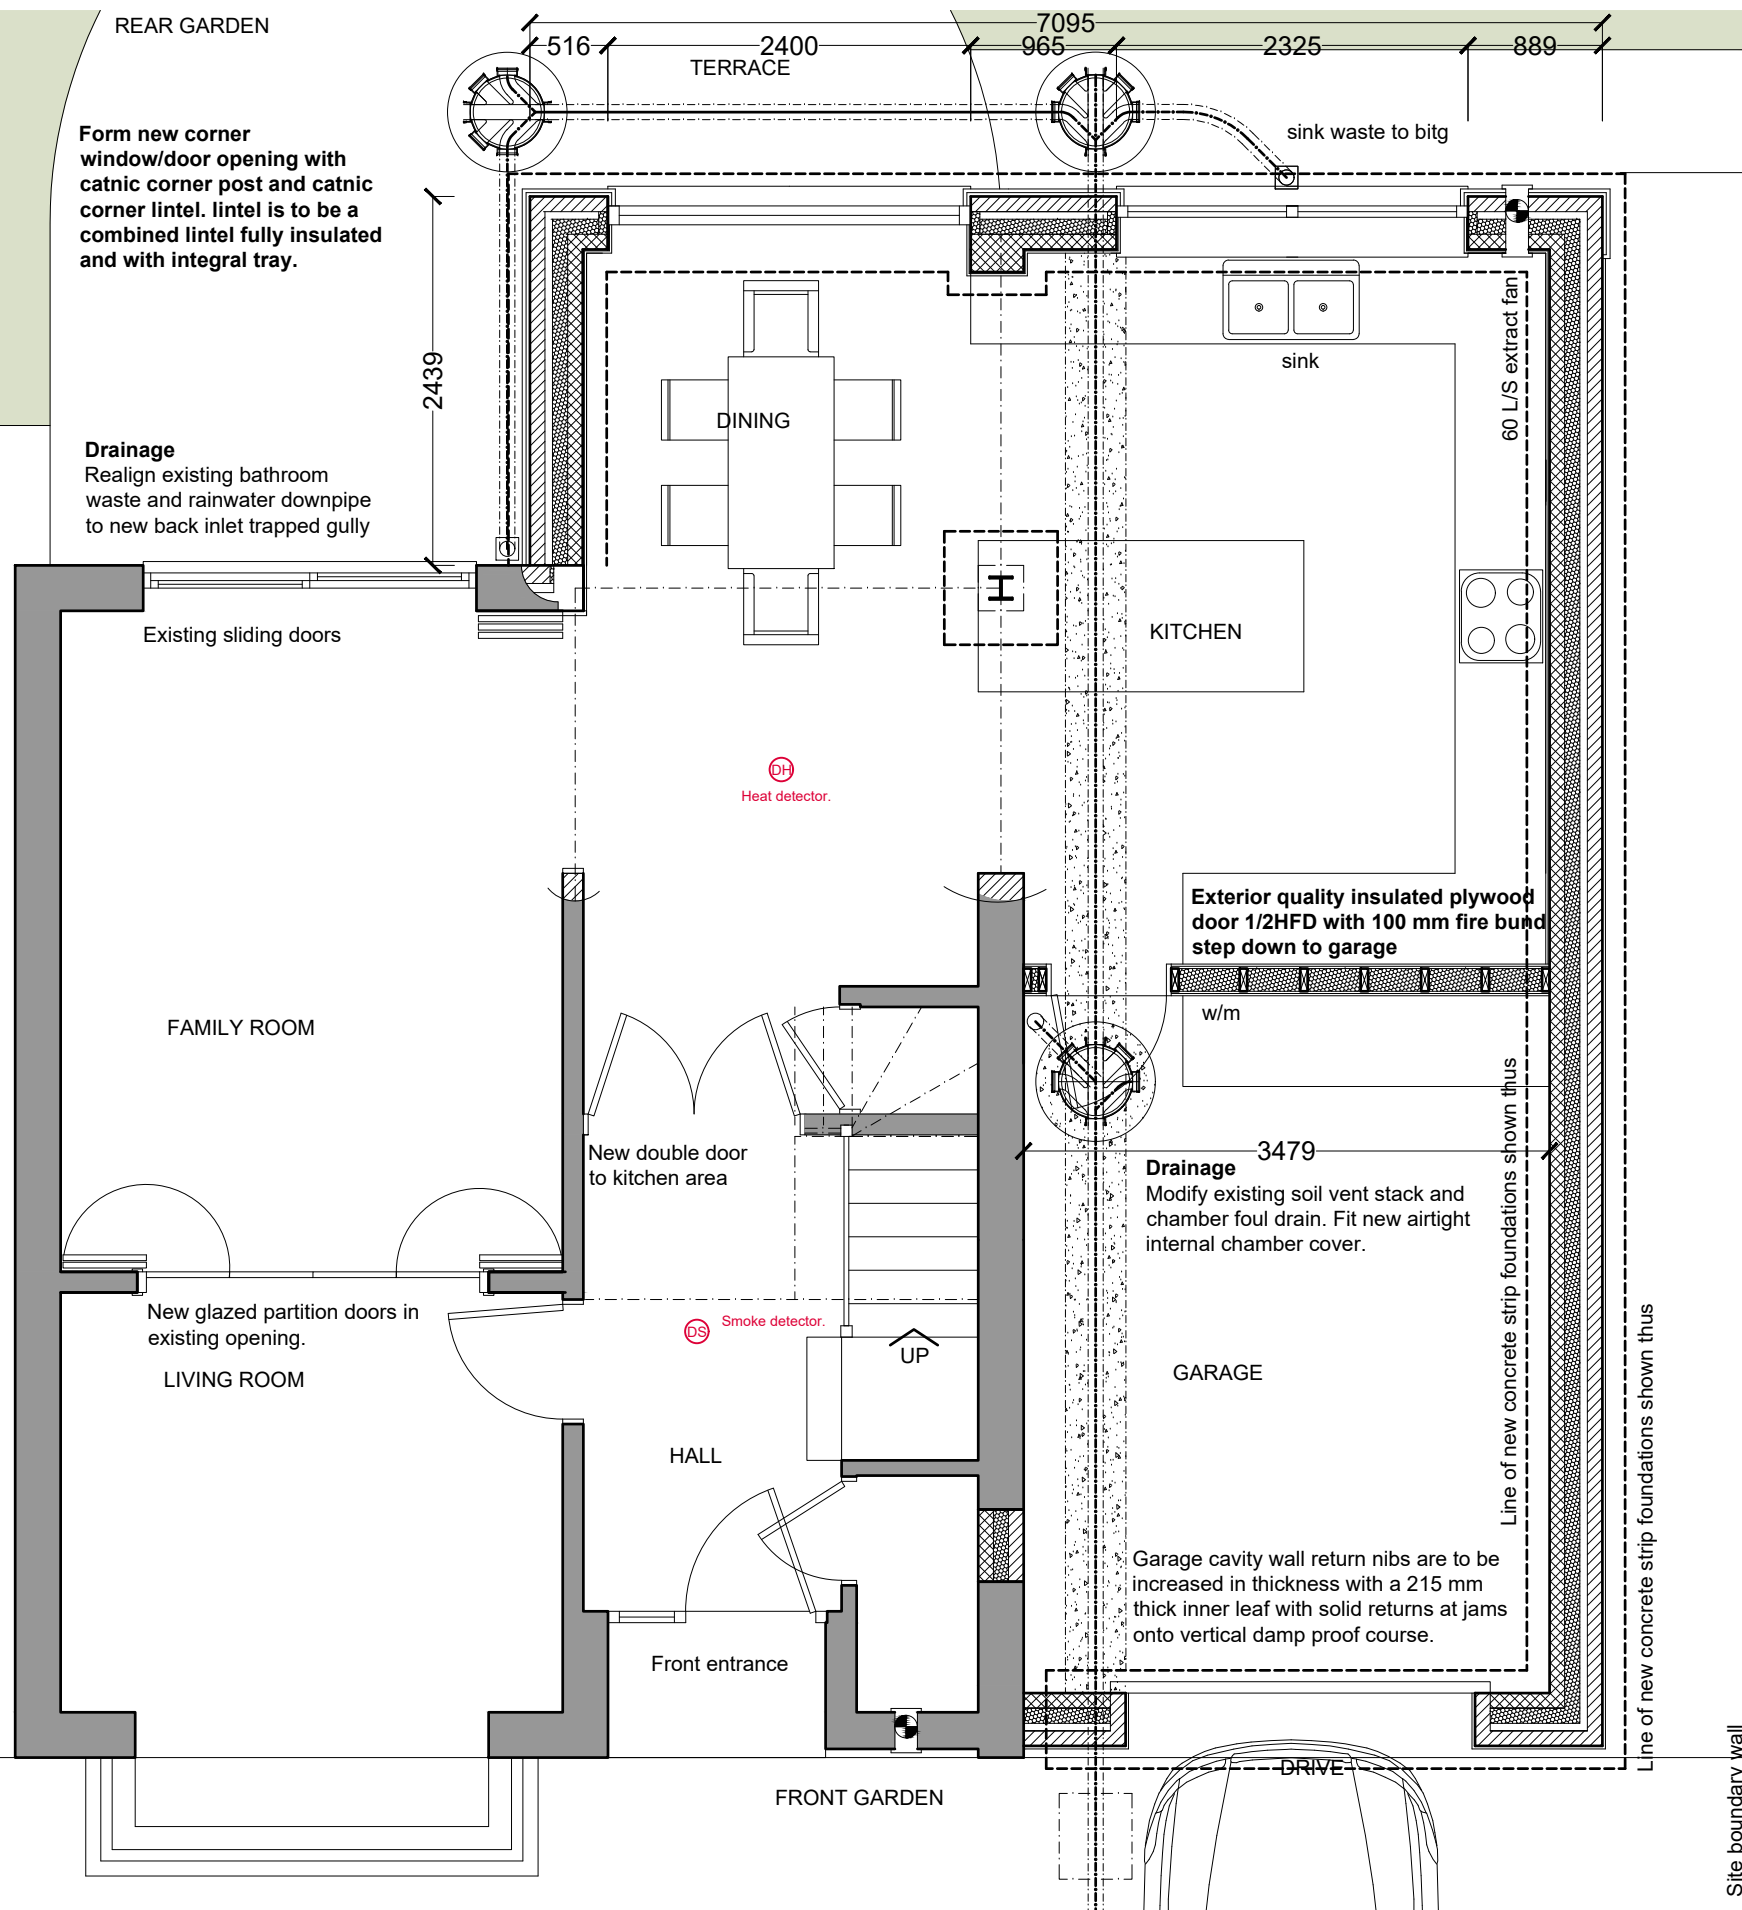 REAR GARDEN
7095
516
2400
965
2325
889
TERRACE
sink waste to bitg
Form new corner
window/door opening with
catnic corner post and catnic
corner lintel. lintel is to be a
combined lintel fully insulated
and with integral tray.
2439
sink
60 L/S extract fan
DINING
Drainage
Realign existing bathroom
waste and rainwater downpipe
to new back inlet trapped gully
Existing sliding doors
KITCHEN
DH
Heat detector.
Exterior quality insulated plywood
door 1/2HFD with 100 mm fire bund
step down to garage
w/m
FAMILY ROOM
New double door
to kitchen area
3479
Drainage
Modify existing soil vent stack and
chamber foul drain. Fit new airtight
internal chamber cover.
Line of new concrete strip foundations shown thus
New glazed partition doors in
existing opening.
DS
Smoke detector.
UP
LIVING ROOM
GARAGE
HALL
Line of new concrete strip foundations shown thus
Garage cavity wall return nibs are to be
increased in thickness with a 215 mm
thick inner leaf with solid returns at jams
onto vertical damp proof course.
Front entrance
DRIVE
FRONT GARDEN
Site boundary wall